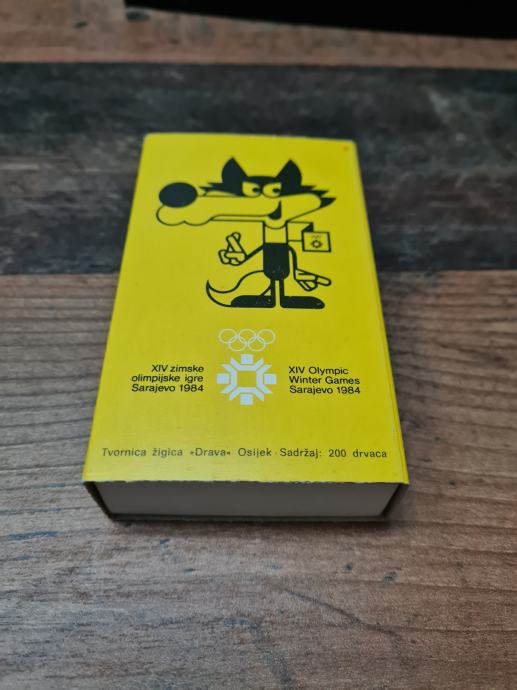 XIV zimske
olimpijske igre
Sarajevo 1984
XIV Olympic
Winter Games
Sarajevo 1984
Tvornica žigica »Drava« Osijek · Sadržaj: 200 drvaca